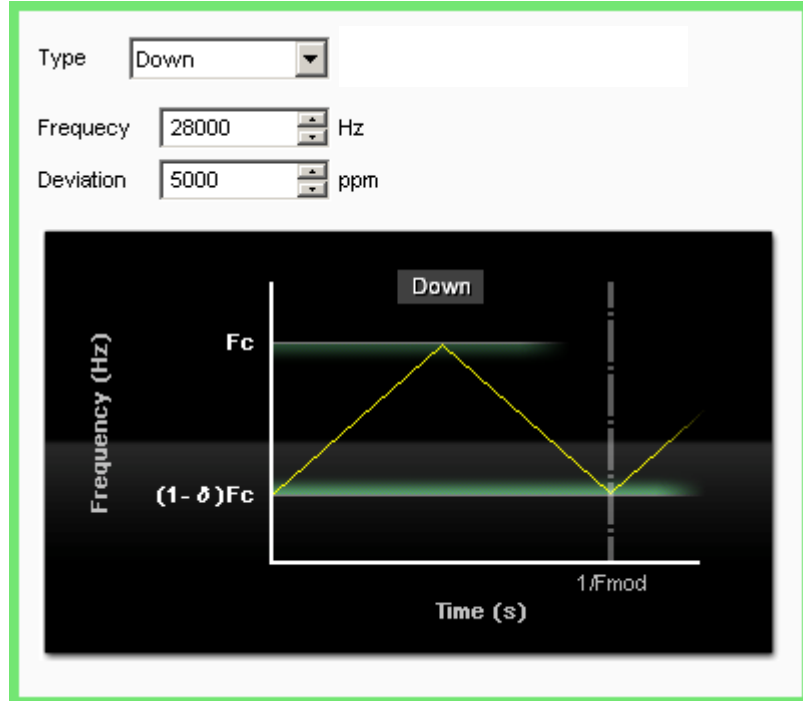 Type Down
Frequecy 28000 Hz
Deviation 5000 ppm
Down
Fc
Frequency (Hz)
(1- δ)Fc
1/Fmod
Time (s)